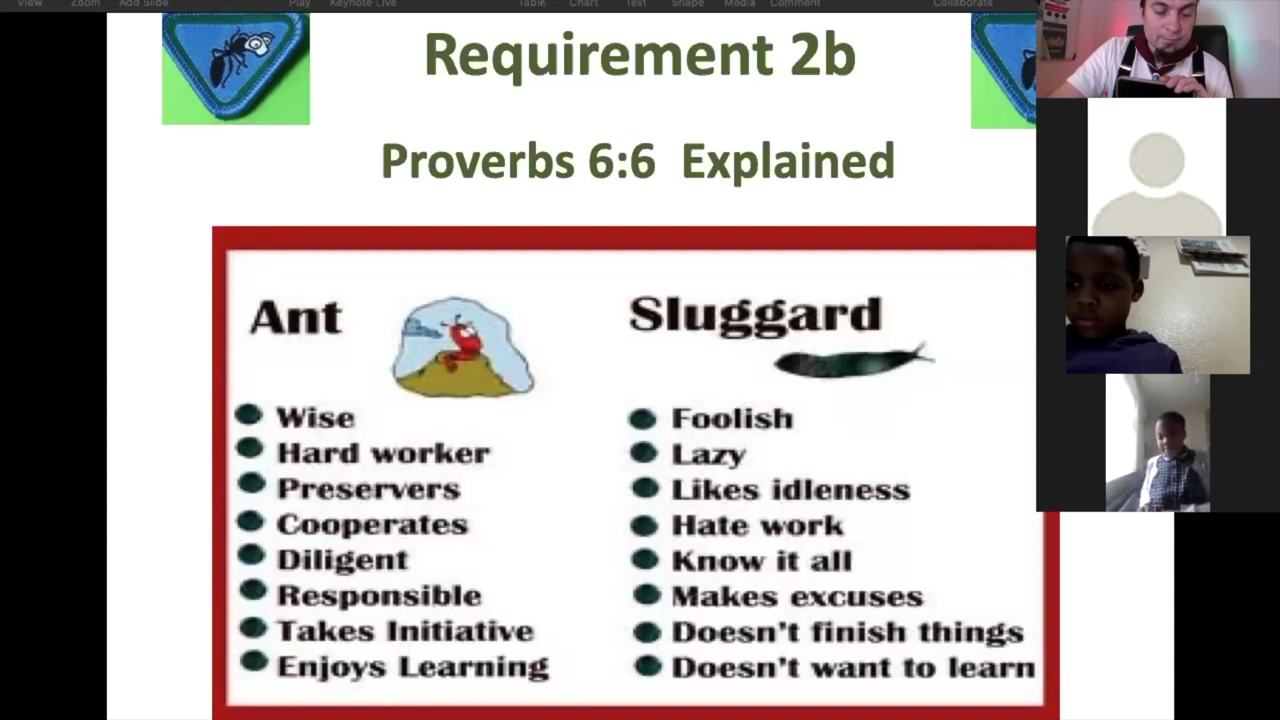 View Zoom Add Slide Play Keynote Live Table Chart Text Shape Media Comment Collaborate
Requirement 2b
Proverbs 6:6 Explained
Ant
Wise
Hard worker
Preservers
Cooperates
Diligent
Responsible
Takes Initiative
Enjoys Learning
Sluggard
Foolish
Lazy
Likes idleness
Hate work
Know it all
Makes excuses
Doesn't finish things
Doesn't want to learn